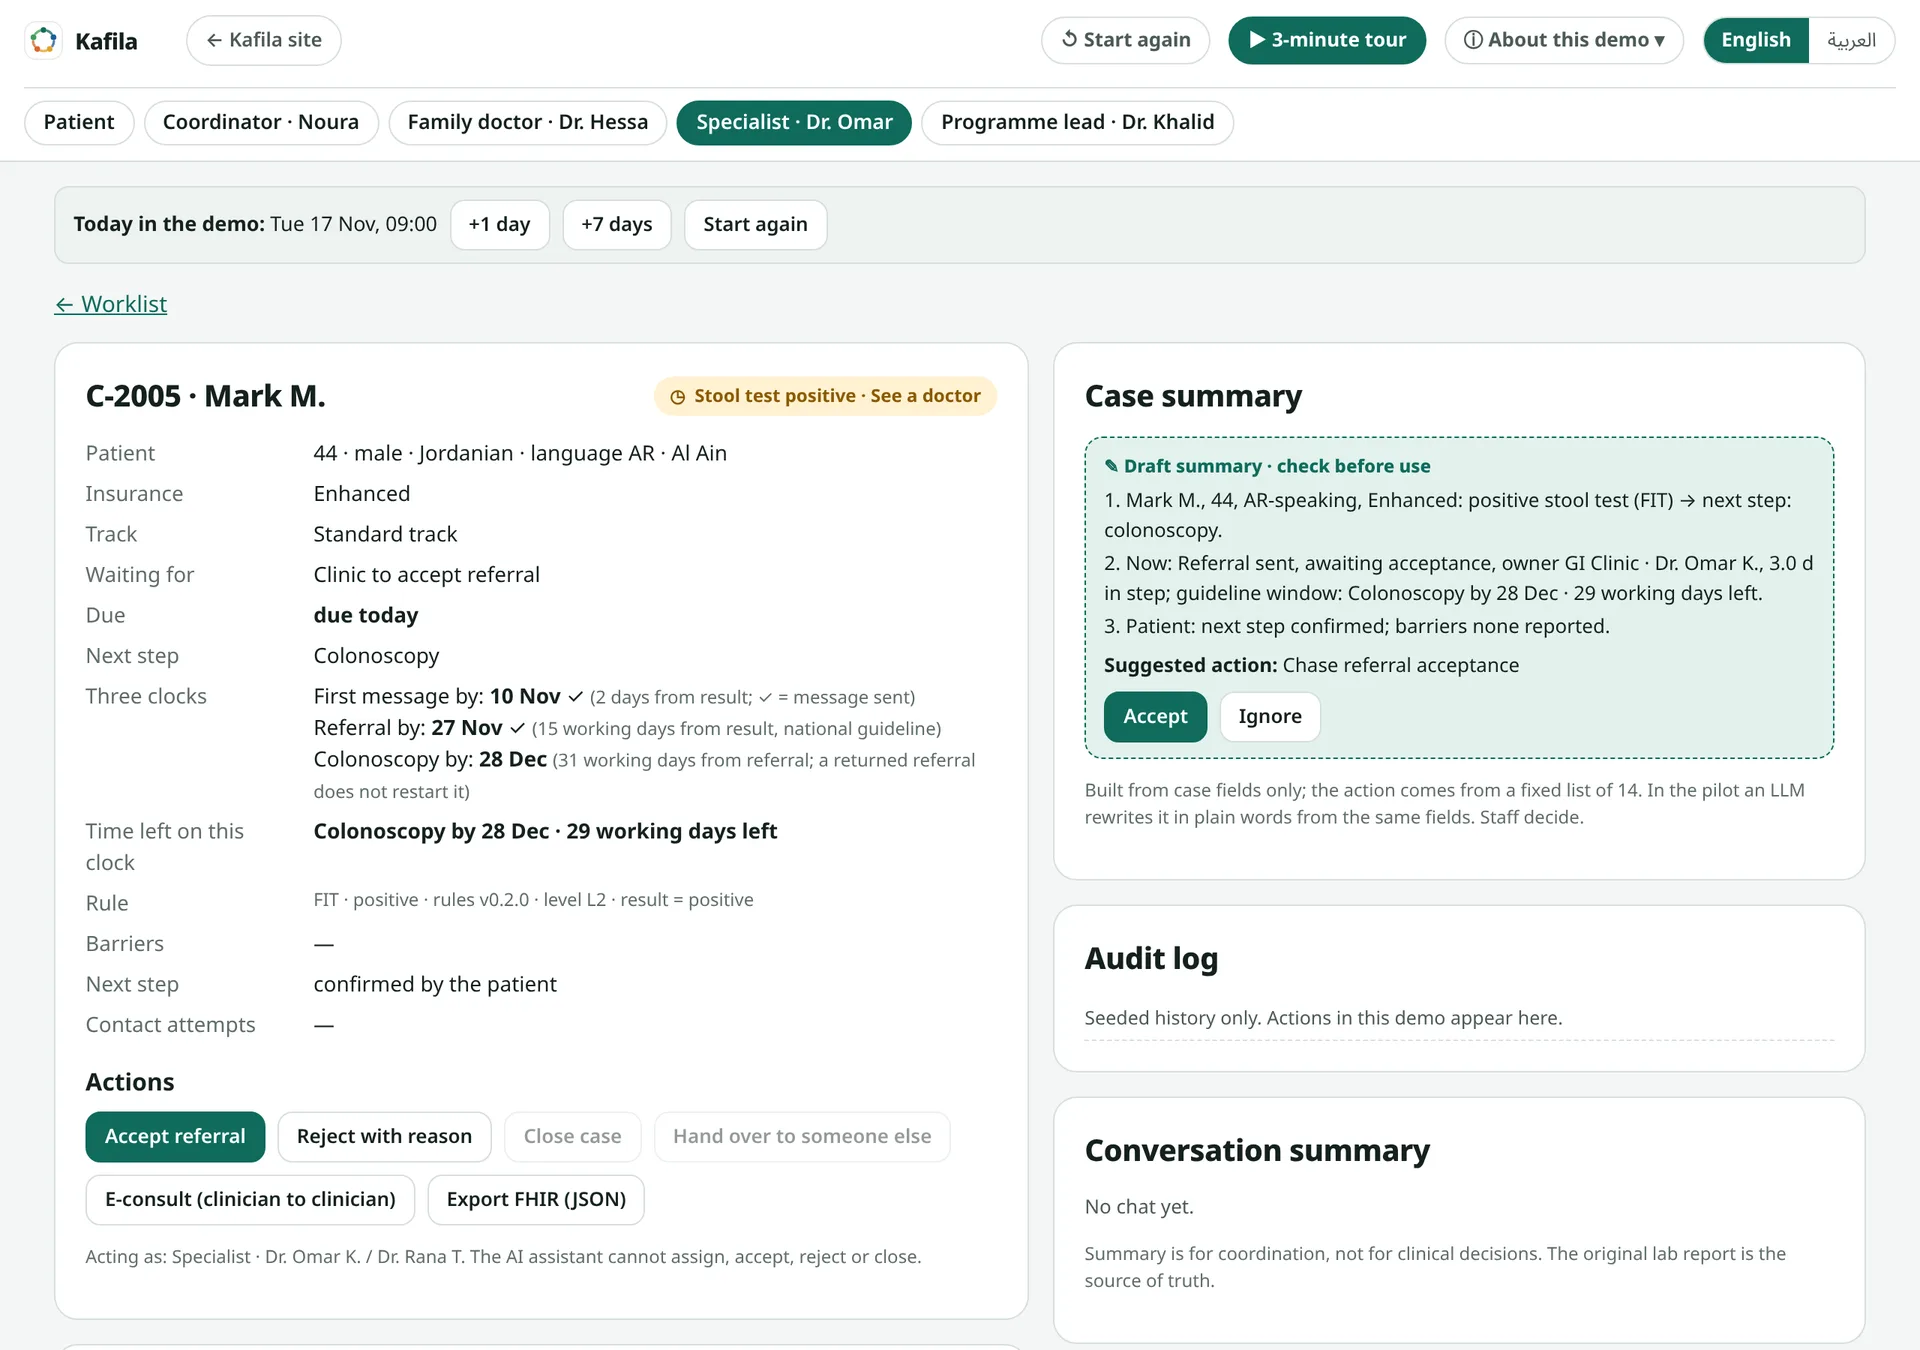 Kafila
← Kafila site
Start again
3-minute tour
About this demo ▾
English
العربية
Patient
Coordinator · Noura
Family doctor · Dr. Hessa
Specialist · Dr. Omar
Programme lead · Dr. Khalid
Today in the demo: Tue 17 Nov, 09:00
+1 day
+7 days
Start again
← Worklist
C-2005 · Mark M.
Stool test positive · See a doctor
Patient
44 · male · Jordanian · language AR · Al Ain
Insurance
Enhanced
Track
Standard track
Waiting for
Clinic to accept referral
Due
due today
Next step
Colonoscopy
Three clocks
First message by: 10 Nov ✓ (2 days from result; ✓ = message sent)
Referral by: 27 Nov ✓ (15 working days from result, national guideline)
Colonoscopy by: 28 Dec (31 working days from referral; a returned referral
does not restart it)
Time left on this
clock
Colonoscopy by 28 Dec · 29 working days left
Rule
FIT · positive · rules v0.2.0 · level L2 · result = positive
Barriers
—
Next step
confirmed by the patient
Contact attempts
—
Actions
Accept referral
Reject with reason
Close case
Hand over to someone else
E-consult (clinician to clinician)
Export FHIR (JSON)
Acting as: Specialist · Dr. Omar K. / Dr. Rana T. The AI assistant cannot assign, accept, reject or close.
Case summary
✎ Draft summary · check before use
1. Mark M., 44, AR-speaking, Enhanced: positive stool test (FIT) → next step:
colonoscopy.
2. Now: Referral sent, awaiting acceptance, owner GI Clinic · Dr. Omar K., 3.0 d
in step; guideline window: Colonoscopy by 28 Dec · 29 working days left.
3. Patient: next step confirmed; barriers none reported.
Suggested action: Chase referral acceptance
Accept
Ignore
Built from case fields only; the action comes from a fixed list of 14. In the pilot an LLM
rewrites it in plain words from the same fields. Staff decide.
Audit log
Seeded history only. Actions in this demo appear here.
Conversation summary
No chat yet.
Summary is for coordination, not for clinical decisions. The original lab report is the
source of truth.